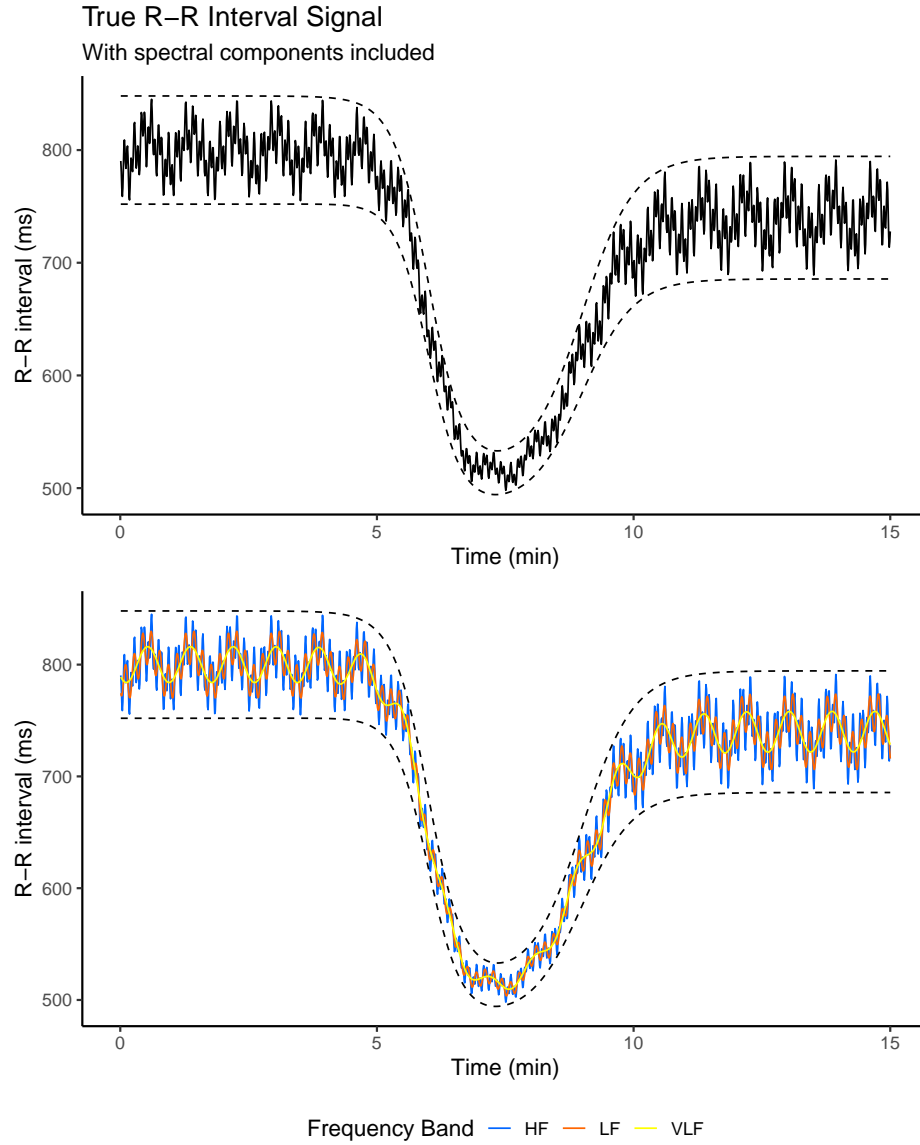 True R−R Interval Signal
With spectral components included
800
700
600
500
R−R interval (ms)
0 5 10 15
Time (min)
800
700
600
500
R−R interval (ms)
0 5 10 15
Time (min)
Frequency Band HF LF VLF